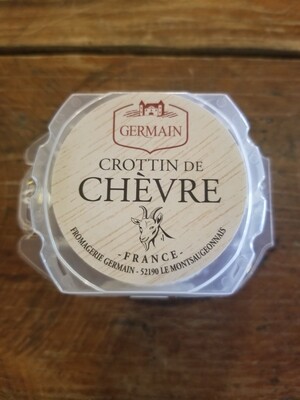 GERMAIN
CROTTIN DE
CHÈVRE
- FRANCE -
FROMAGERIE GERMAIN - 52190 LE MONTSAUGEONNAIS